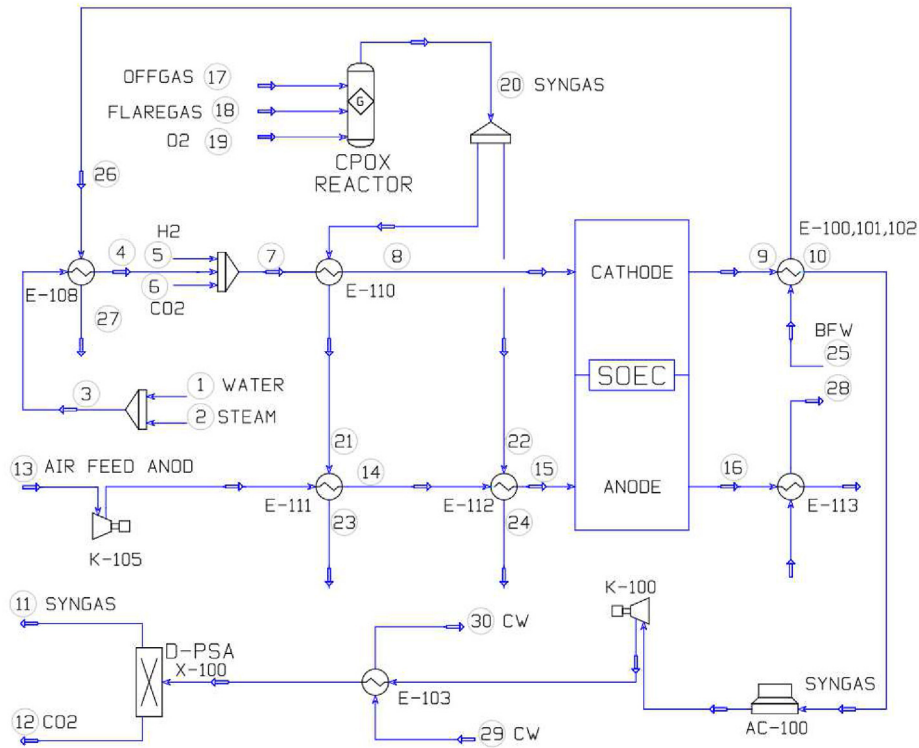 OFFGAS 17
FLAREGAS 18
O2 19
G
CPOX
REACTOR
20 SYNGAS
26
E-100,101,102
H2
4
5
7
8
9
10
CATHODE
6
CO2
E-108
E-110
27
BFW
25
SOEC
3
1 WATER
2 STEAM
28
21
22
13 AIR FEED ANOD
14
15
16
ANODE
E-111
E-112
E-113
23
24
K-105
K-100
11 SYNGAS
30 CW
D-PSA
X-100
E-103
SYNGAS
12 CO2
29 CW
AC-100